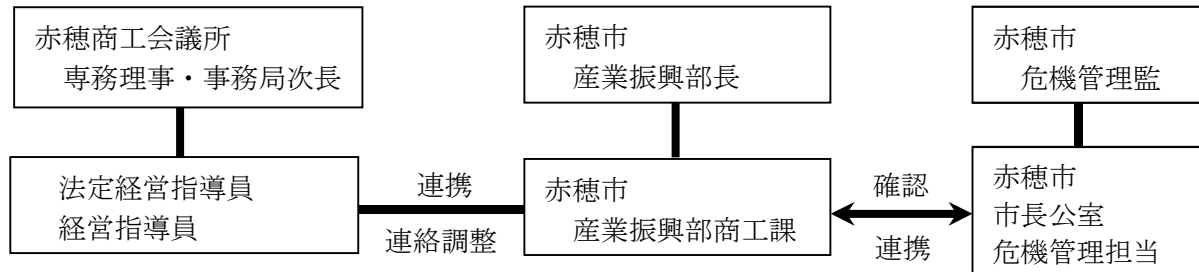 赤穂商工会議所
専務理事・事務局次長
赤穂市
産業振興部長
赤穂市
危機管理監
法定経営指導員
経営指導員
連携
連絡調整
赤穂市
産業振興部商工課
確認
連携
赤穂市
市長公室
危機管理担当